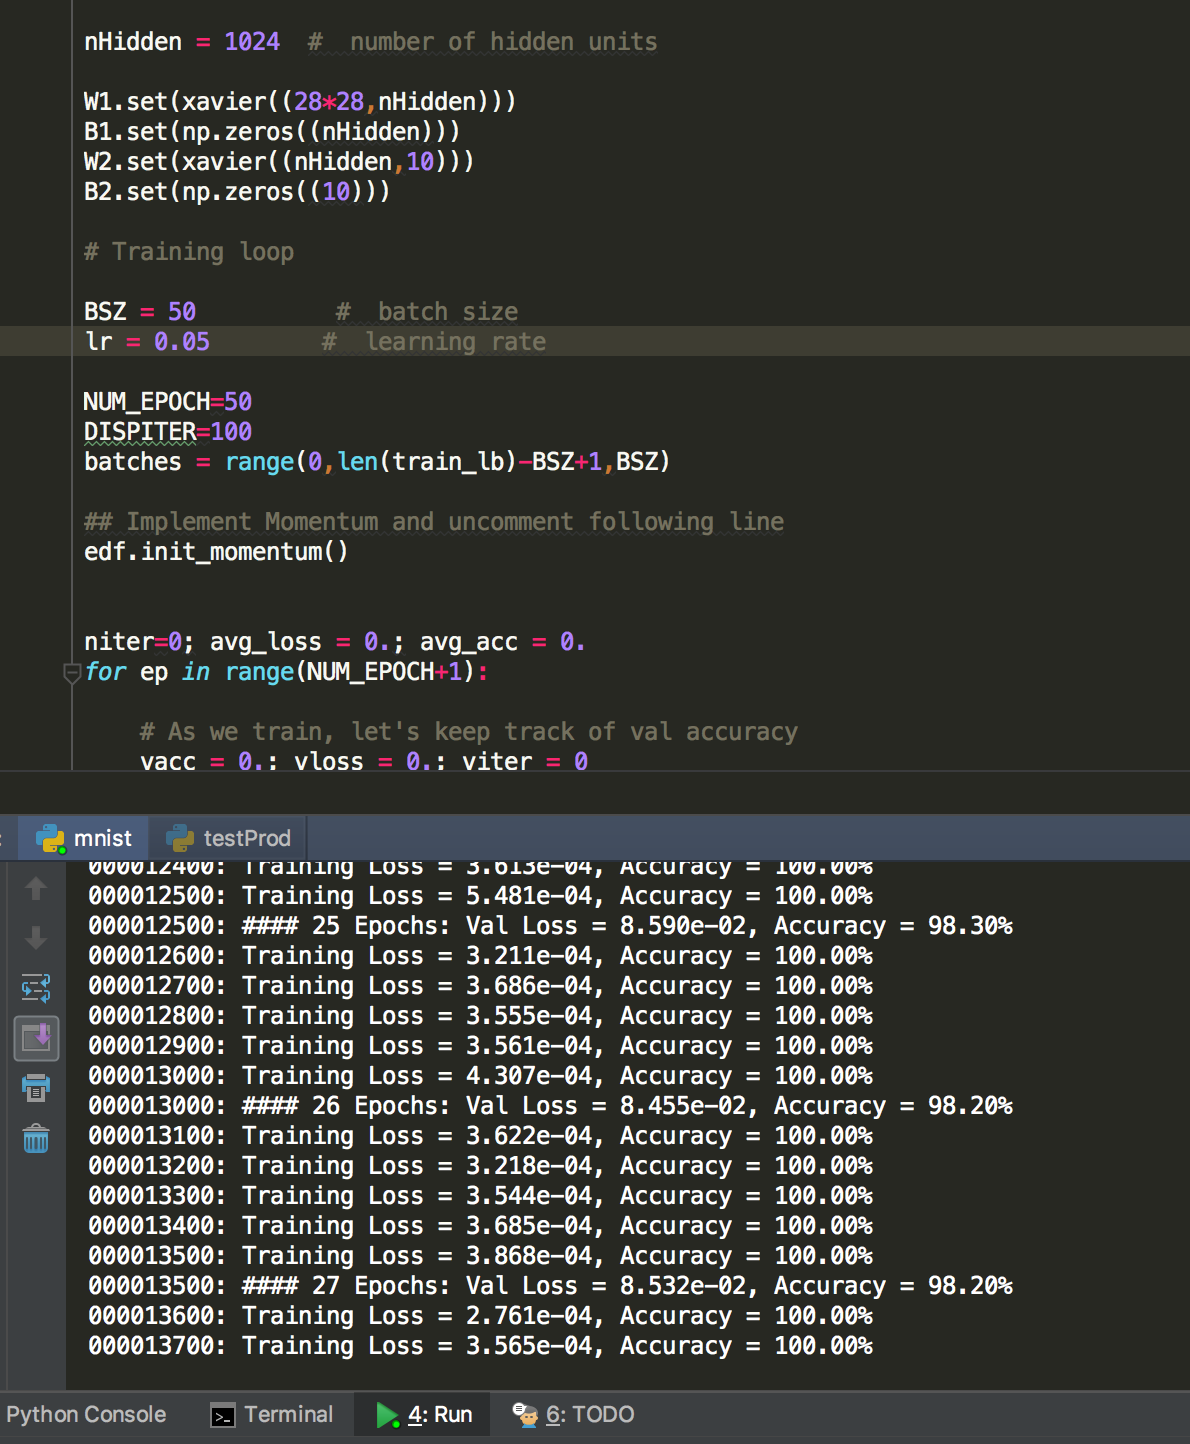 nHidden = 1024  #  number of hidden units
W1.set(xavier((28*28,nHidden)))
B1.set(np.zeros((nHidden)))
W2.set(xavier((nHidden,10)))
B2.set(np.zeros((10)))
# Training loop
BSZ = 50          #  batch size
lr = 0.05        #  learning rate
NUM_EPOCH=50
DISPITER=100
batches = range(0,len(train_lb)-BSZ+1,BSZ)
## Implement Momentum and uncomment following line
edf.init_momentum()
niter=0; avg_loss = 0.; avg_acc = 0.
for ep in range(NUM_EPOCH+1):
    # As we train, let's keep track of val accuracy
    vacc = 0.; vloss = 0.; viter = 0
mnist testProd
000012400: Training Loss = 3.613e-04, Accuracy = 100.00%
000012500: Training Loss = 5.481e-04, Accuracy = 100.00%
000012500: #### 25 Epochs: Val Loss = 8.590e-02, Accuracy = 98.30%
000012600: Training Loss = 3.211e-04, Accuracy = 100.00%
000012700: Training Loss = 3.686e-04, Accuracy = 100.00%
000012800: Training Loss = 3.555e-04, Accuracy = 100.00%
000012900: Training Loss = 3.561e-04, Accuracy = 100.00%
000013000: Training Loss = 4.307e-04, Accuracy = 100.00%
000013000: #### 26 Epochs: Val Loss = 8.455e-02, Accuracy = 98.20%
000013100: Training Loss = 3.622e-04, Accuracy = 100.00%
000013200: Training Loss = 3.218e-04, Accuracy = 100.00%
000013300: Training Loss = 3.544e-04, Accuracy = 100.00%
000013400: Training Loss = 3.685e-04, Accuracy = 100.00%
000013500: Training Loss = 3.868e-04, Accuracy = 100.00%
000013500: #### 27 Epochs: Val Loss = 8.532e-02, Accuracy = 98.20%
000013600: Training Loss = 2.761e-04, Accuracy = 100.00%
000013700: Training Loss = 3.565e-04, Accuracy = 100.00%
Python Console Terminal 4: Run 6: TODO